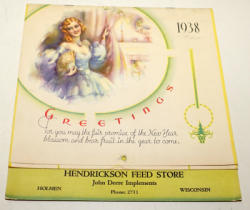 1938
GREETINGS
For you may the fair promise of the New Year
blossom and bear fruit in the year to come.
HENDRICKSON FEED STORE
John Deere Implements
HOLMEN WISCONSIN
Phone: 2731